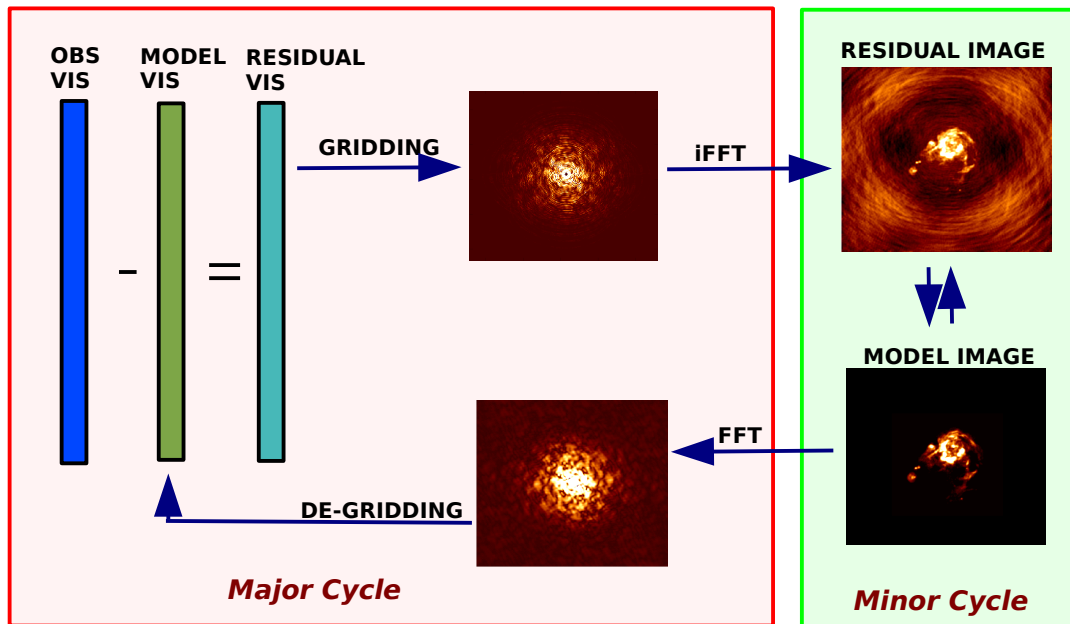 OBS
VIS
MODEL
VIS
RESIDUAL
VIS
–
=
GRIDDING
iFFT
RESIDUAL IMAGE
MODEL IMAGE
FFT
DE-GRIDDING
Major Cycle
Minor Cycle